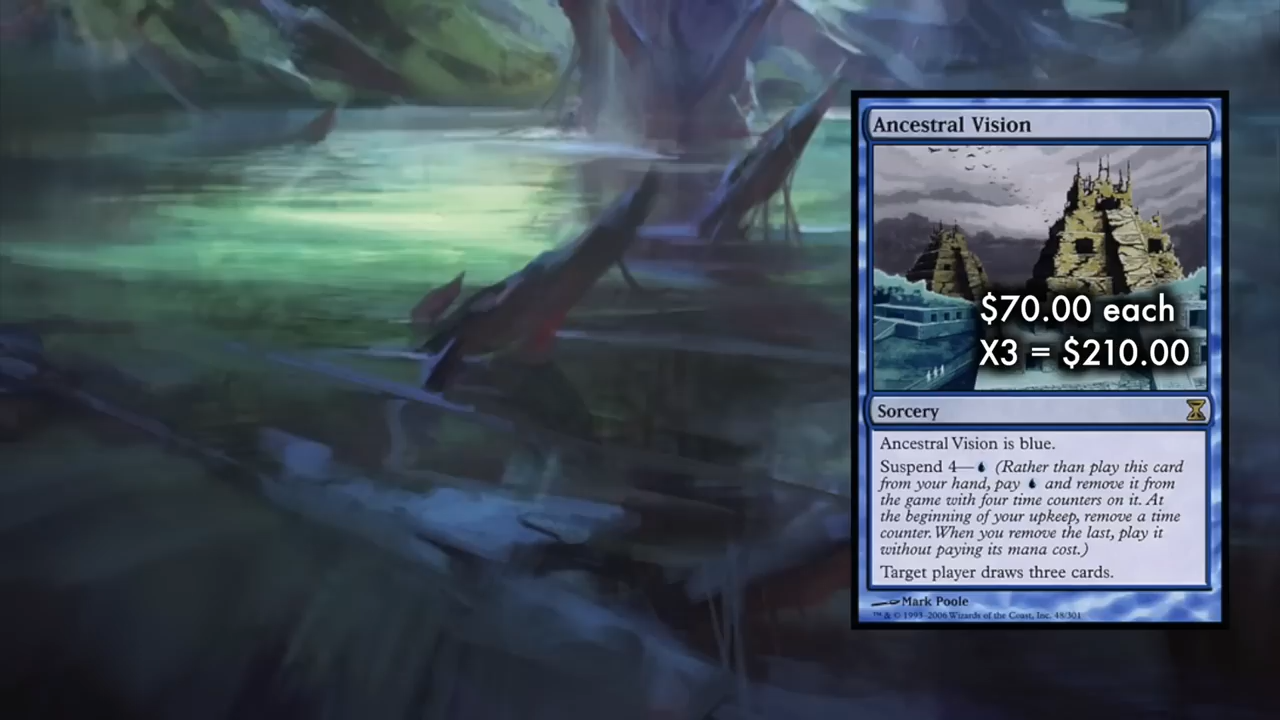 Ancestral Vision
$70.00 each
X3 = $210.00
Sorcery
Ancestral Vision is blue.
Suspend 4— (Rather than play this card
from your hand, pay and remove it from
the game with four time counters on it. At
the beginning of your upkeep, remove a time
counter. When you remove the last, play it
without paying its mana cost.)
Target player draws three cards.
Mark Poole
™ & © 1993–2006 Wizards of the Coast, Inc. 48/301